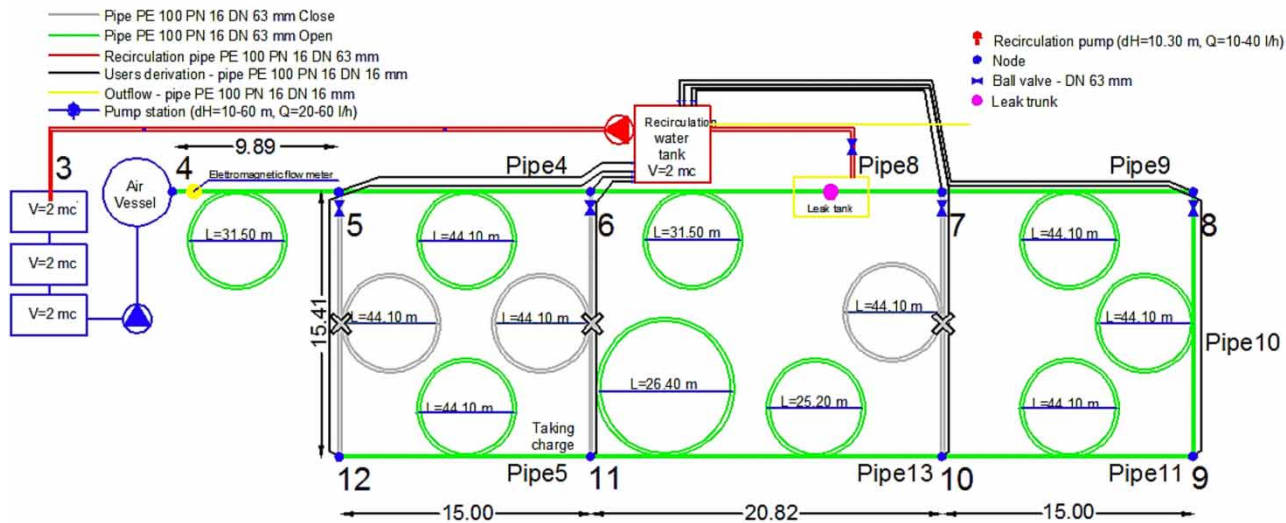 Pipe PE 100 PN 16 DN 63 mm Close
Pipe PE 100 PN 16 DN 63 mm Open
Recirculation pipe PE 100 PN 16 DN 63 mm
Users derivation - pipe PE 100 PN 16 DN 16 mm
Outflow - pipe PE 100 PN 16 DN 16 mm
Pump station (dH=10-60 m, Q=20-60 l/h)
Recirculation pump (dH=10.30 m, Q=10-40 l/h)
Node
Ball valve - DN 63 mm
Leak trunk
Recirculation
water
tank
V=2 mc
9.89
3
4
Pipe4
Pipe8
Pipe9
Air
Vessel
Elettromagnetic flow meter
Leak tank
V=2 mc
V=2 mc
V=2 mc
5
6
7
8
L=31.50 m
L=44.10 m
L=31.50 m
L=44.10 m
15.41
L=44.10 m
L=44.10 m
L=44.10 m
L=44.10 m
Pipe10
L=44.10 m
L=26.40 m
L=25.20 m
L=44.10 m
Taking
charge
12
Pipe5
11
Pipe13
10
Pipe11
9
15.00
20.82
15.00